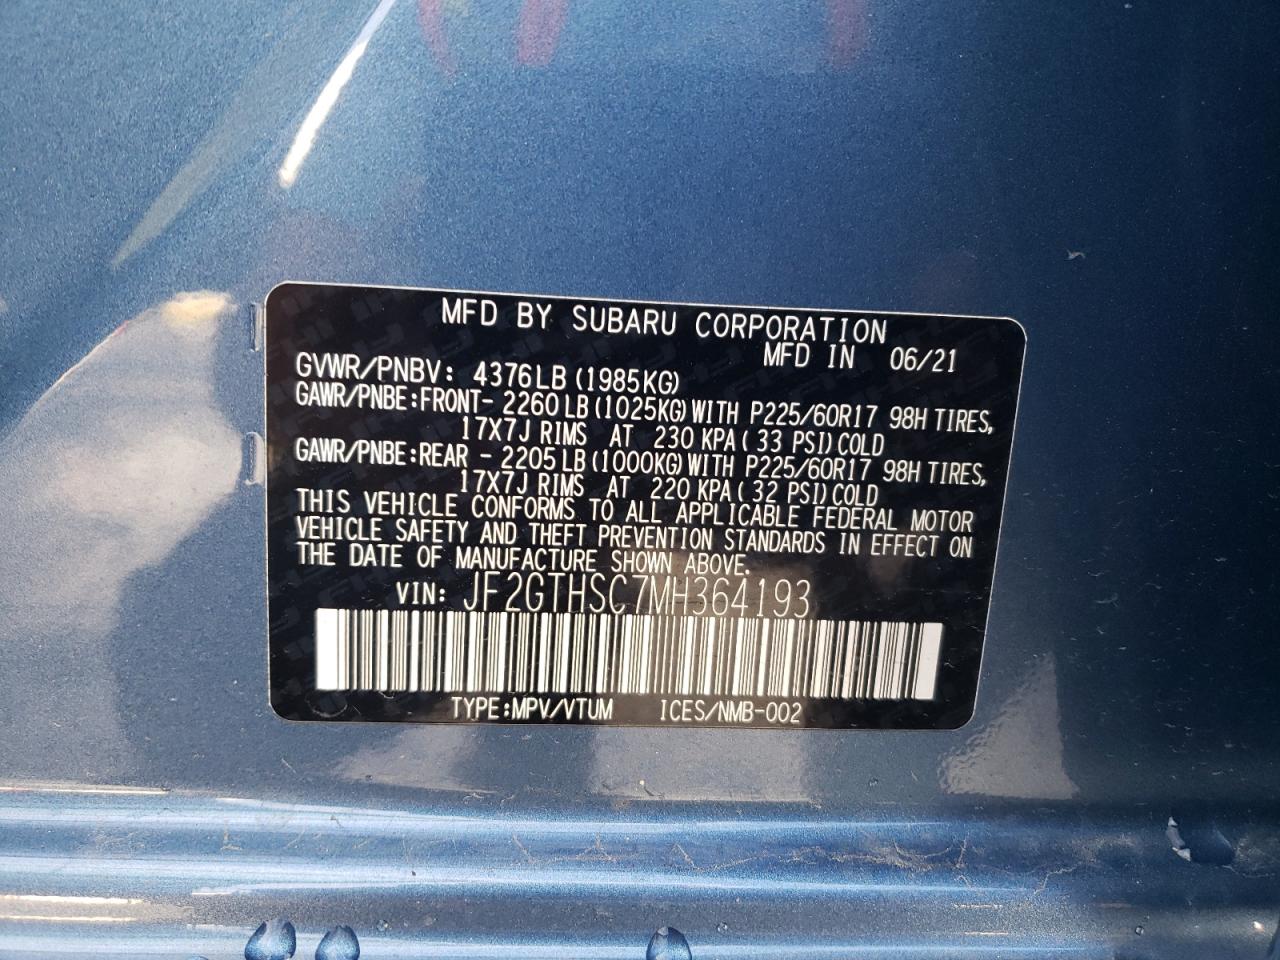 MFD BY SUBARU CORPORATION
MFD IN 06/21
GVWR/PNBV: 4376LB (1985KG)
GAWR/PNBE:FRONT- 2260LB (1025KG) WITH P225/60R17 98H TIRES,
17X7J RIMS AT 230 KPA ( 33 PSI) COLD
GAWR/PNBE:REAR - 2205LB (1000KG) WITH P225/60R17 98H TIRES,
17X7J RIMS AT 220 KPA ( 32 PSI) COLD
THIS VEHICLE CONFORMS TO ALL APPLICABLE FEDERAL MOTOR
VEHICLE SAFETY AND THEFT PREVENTION STANDARDS IN EFFECT ON
THE DATE OF MANUFACTURE SHOWN ABOVE.
VIN: JF2GTHSC7MH364193
TYPE:MPV/VTUM ICES/NMB-002